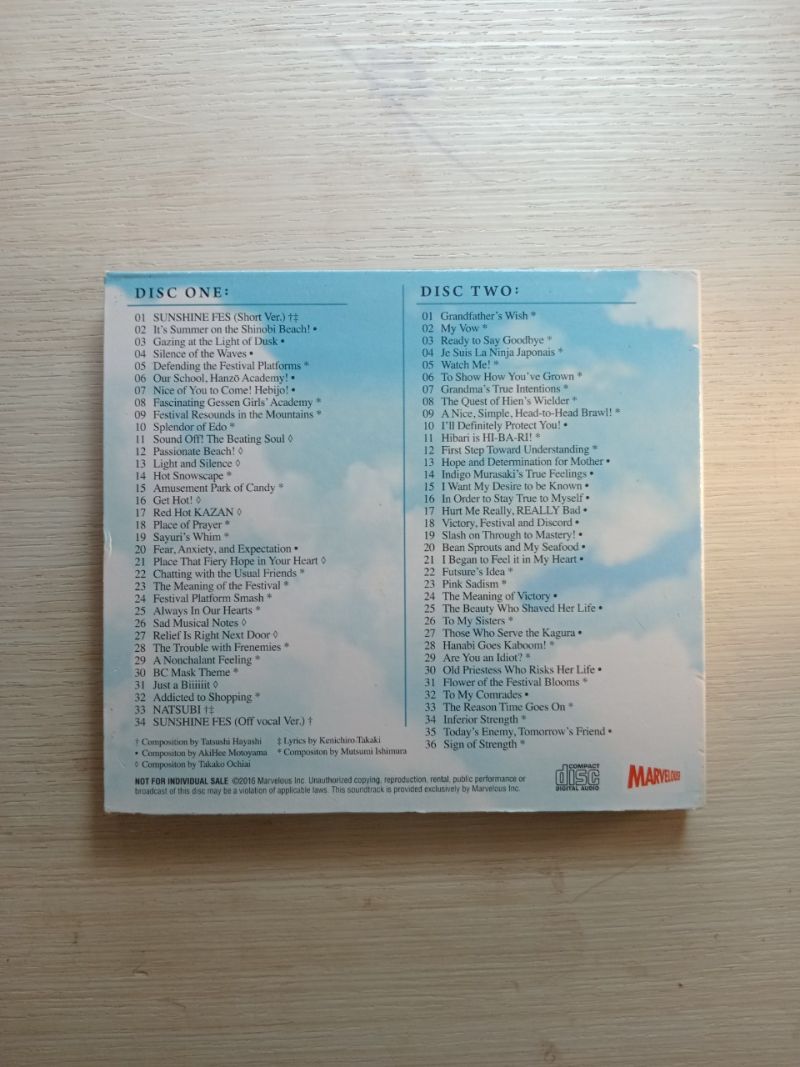 DISC ONE:
01 SUNSHINE FES (Short Ver.) †‡
02 It's Summer on the Shinobi Beach! •
03 Gazing at the Light of Dusk •
04 Silence of the Waves •
05 Defending the Festival Platforms *
06 Our School, Hanzō Academy! •
07 Nice of You to Come! Hebijo! •
08 Fascinating Gessen Girls' Academy *
09 Festival Resounds in the Mountains *
10 Splendor of Edo *
11 Sound Off! The Beating Soul ◊
12 Passionate Beach! ◊
13 Light and Silence ◊
14 Hot Snowscape *
15 Amusement Park of Candy *
16 Get Hot! ◊
17 Red Hot KAZAN ◊
18 Place of Prayer *
19 Sayuri's Whim *
20 Fear, Anxiety, and Expectation •
21 Place That Fiery Hope in Your Heart ◊
22 Chatting with the Usual Friends *
23 The Meaning of the Festival *
24 Festival Platform Smash *
25 Always In Our Hearts *
26 Sad Musical Notes ◊
27 Relief Is Right Next Door ◊
28 The Trouble with Frenemies *
29 A Nonchalant Feeling *
30 BC Mask Theme *
31 Just a Biiiiiit ◊
32 Addicted to Shopping *
33 NATSUBI †‡
34 SUNSHINE FES (Off vocal Ver.) †
† Composition by Tatsushi Hayashi ‡ Lyrics by Kenichiro Takaki
• Compositon by AkiHee Motoyama * Compositon by Mutsumi Ishimura
◊ Compositon by Takako Ochiai
DISC TWO:
01 Grandfather's Wish *
02 My Vow *
03 Ready to Say Goodbye *
04 Je Suis La Ninja Japonais *
05 Watch Me! *
06 To Show How You've Grown *
07 Grandma's True Intentions *
08 The Quest of Hien's Wielder *
09 A Nice, Simple, Head-to-Head Brawl! *
10 I'll Definitely Protect You! •
11 Hibari is HI-BA-RI! *
12 First Step Toward Understanding *
13 Hope and Determination for Mother •
14 Indigo Murasaki's True Feelings •
15 I Want My Desire to be Known •
16 In Order to Stay True to Myself •
17 Hurt Me Really, REALLY Bad •
18 Victory, Festival and Discord •
19 Slash on Through to Mastery! •
20 Bean Sprouts and My Seafood •
21 I Began to Feel it in My Heart •
22 Futsure's Idea *
23 Pink Sadism *
24 The Meaning of Victory •
25 The Beauty Who Shaved Her Life •
26 To My Sisters *
27 Those Who Serve the Kagura •
28 Hanabi Goes Kaboom! *
29 Are You an Idiot? *
30 Old Priestess Who Risks Her Life •
31 Flower of the Festival Blooms *
32 To My Comrades •
33 The Reason Time Goes On *
34 Inferior Strength *
35 Today's Enemy, Tomorrow's Friend •
36 Sign of Strength *
NOT FOR INDIVIDUAL SALE ©2016 Marvelous Inc. Unauthorized copying, reproduction, rental, public performance or
broadcast of this disc may be a violation of applicable laws. This soundtrack is provided exclusively by Marvelous Inc.
COMPACT
disc
DIGITAL AUDIO
MARVELOUS!